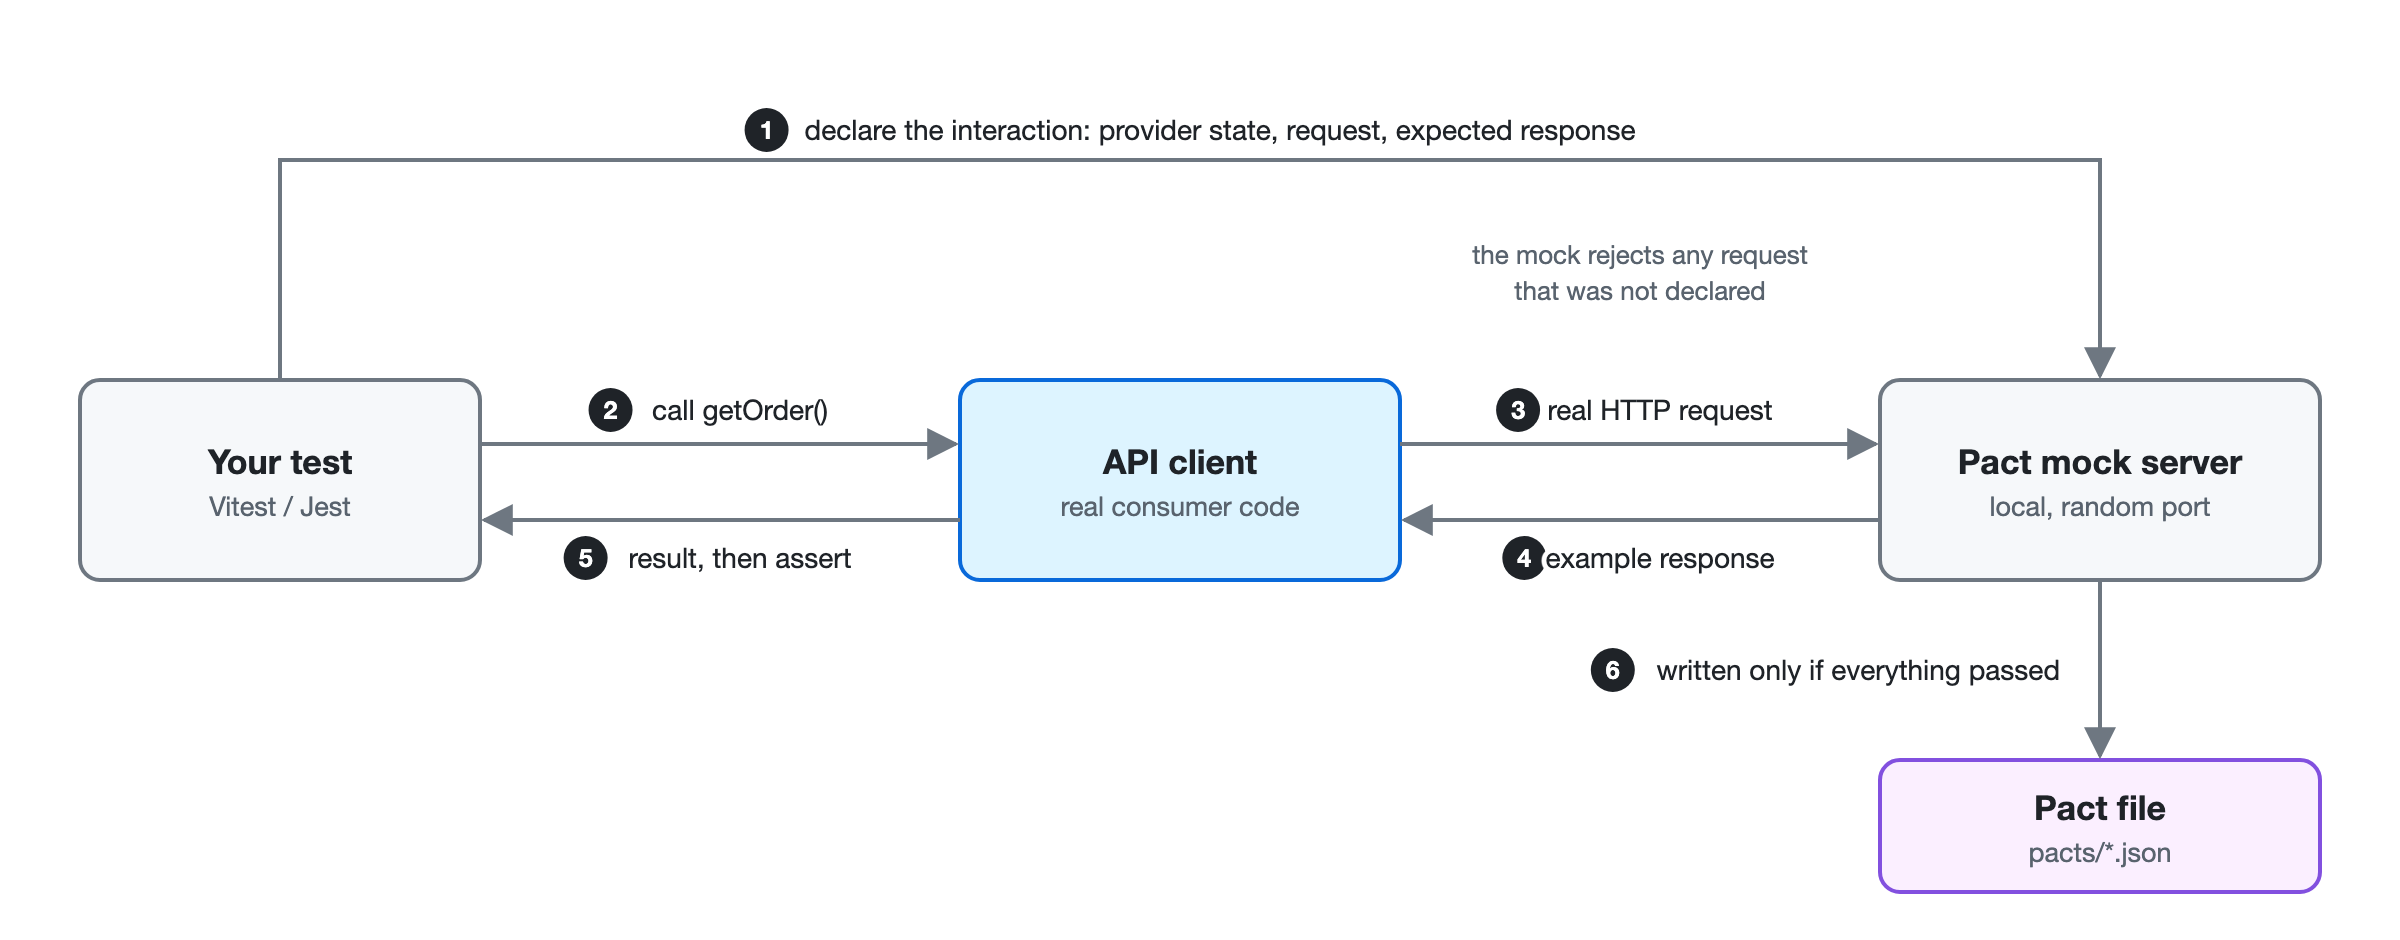 1 declare the interaction: provider state, request, expected response
the mock rejects any request
that was not declared
2 call getOrder()
3 real HTTP request
Your test
Vitest / Jest
API client
real consumer code
Pact mock server
local, random port
5 result, then assert
4 example response
6 written only if everything passed
Pact file
pacts/*.json